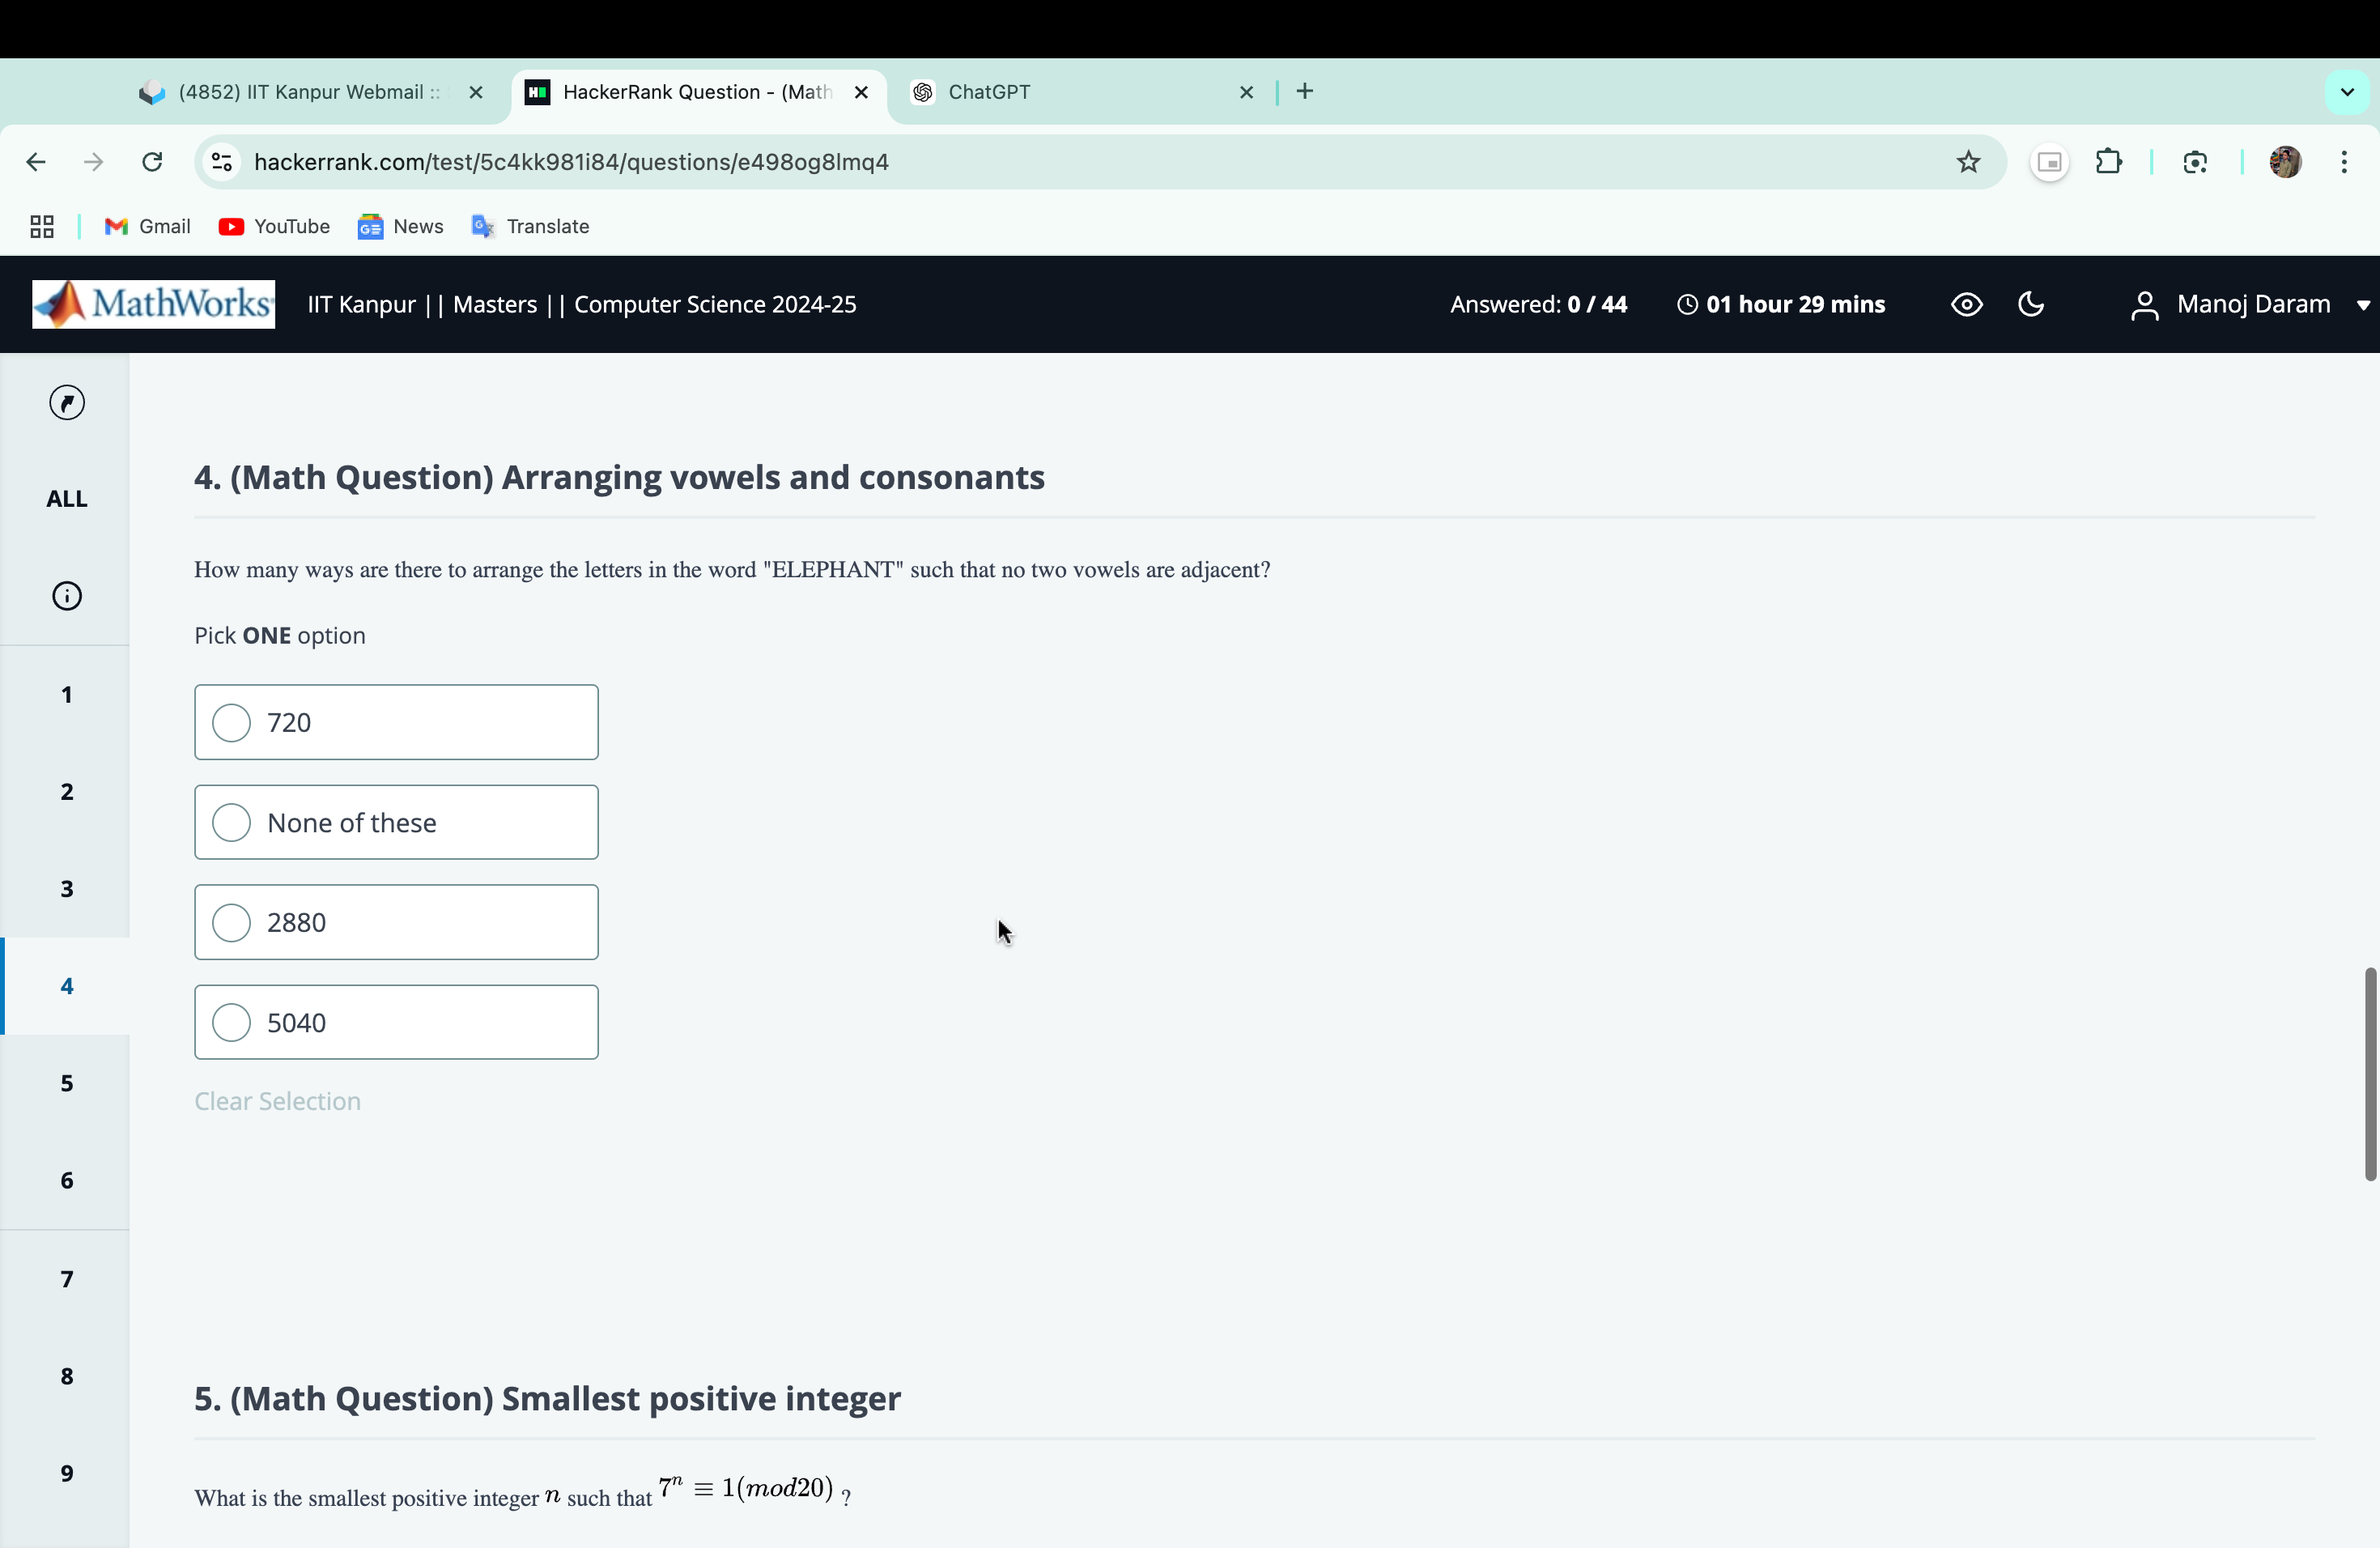 (4852) IIT Kanpur Webmail ::
HackerRank Question - (Math
ChatGPT
hackerrank.com/test/5c4kk981i84/questions/e498og8lmq4
Gmail
YouTube
News
Translate
MathWorks
IIT Kanpur || Masters || Computer Science 2024-25
Answered: 0 / 44
01 hour 29 mins
Manoj Daram
ALL
1
2
3
4
5
6
7
8
9
4. (Math Question) Arranging vowels and consonants
How many ways are there to arrange the letters in the word "ELEPHANT" such that no two vowels are adjacent?
Pick ONE option
720
None of these
2880
5040
Clear Selection
5. (Math Question) Smallest positive integer
What is the smallest positive integer n such that 7ⁿ ≡ 1(mod20) ?